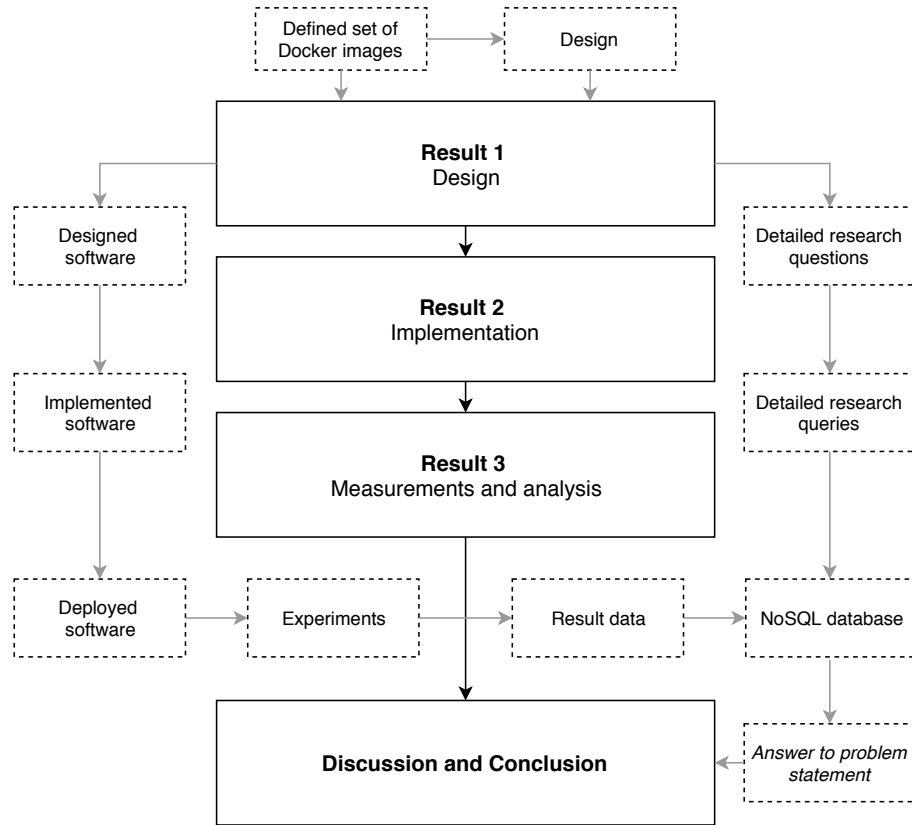 Defined set of
Docker images
Design
Result 1
Design
Designed
software
Detailed research
questions
Result 2
Implementation
Implemented
software
Detailed research
queries
Result 3
Measurements and analysis
Deployed
software
Experiments
Result data
NoSQL database
Discussion and Conclusion
Answer to problem
statement